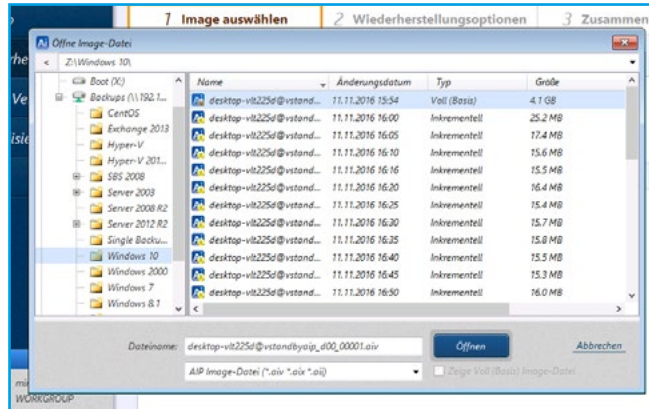 1 Image auswählen 2 Wiederherstellungsoptionen 3 Zusammen
Öffne Image-Datei
< Z:\Windows 10\
Boot (X:)
Backups (\\192.1...
CentOS
Exchange 2013
Hyper-V
Hyper-V 201...
SBS 2008
Server 2003
Server 2008 R2
Server 2012 R2
Single Backu...
Windows 10
Windows 2000
Windows 7
Windows 8.1
Name Änderungsdatum Typ Größe
desktop-vlt225d@vstand... 11.11.2016 15:54 Voll (Basis) 4.1 GB
desktop-vlt225d@vstand... 11.11.2016 16:00 Inkrementell 25.2 MB
desktop-vlt225d@vstand... 11.11.2016 16:05 Inkrementell 17.4 MB
desktop-vlt225d@vstand... 11.11.2016 16:10 Inkrementell 15.6 MB
desktop-vlt225d@vstand... 11.11.2016 16:16 Inkrementell 15.5 MB
desktop-vlt225d@vstand... 11.11.2016 16:20 Inkrementell 16.4 MB
desktop-vlt225d@vstand... 11.11.2016 16:25 Inkrementell 16.4 MB
desktop-vlt225d@vstand... 11.11.2016 16:30 Inkrementell 15.7 MB
desktop-vlt225d@vstand... 11.11.2016 16:35 Inkrementell 15.8 MB
desktop-vlt225d@vstand... 11.11.2016 16:40 Inkrementell 15.5 MB
desktop-vlt225d@vstand... 11.11.2016 16:45 Inkrementell 15.3 MB
desktop-vlt225d@vstand... 11.11.2016 16:50 Inkrementell 16.0 MB
Dateiname: desktop-vlt225d@vstandbyaip_d00_00001.aiv Öffnen Abbrechen
AIP Image-Datei (*.aiv *.aix *.aii) Zeige Voll (Basis) Image-Datei
WORKGROUP